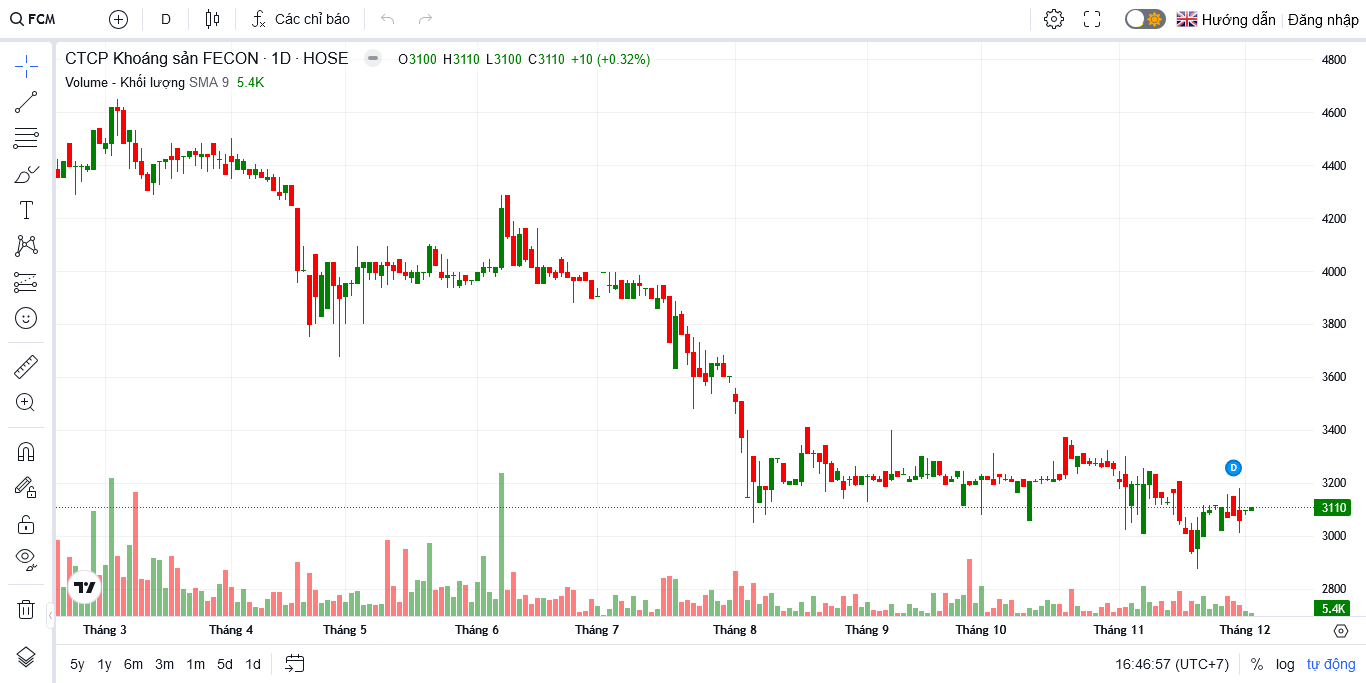 FCM D Các chỉ báo Hướng dẫn Đăng nhập
CTCP Khoáng sản FECON · 1D · HOSE O3100 H3110 L3100 C3110 +10 (+0.32%)
Volume - Khối lượng SMA 9 5.4K
4800
4600
4400
4200
4000
3800
3600
3400
D
3200
3110
3000
2800
5.4K
Tháng 3 Tháng 4 Tháng 5 Tháng 6 Tháng 7 Tháng 8 Tháng 9 Tháng 10 Tháng 11 Tháng 12
5y 1y 6m 3m 1m 5d 1d 16:46:57 (UTC+7) % log tự động